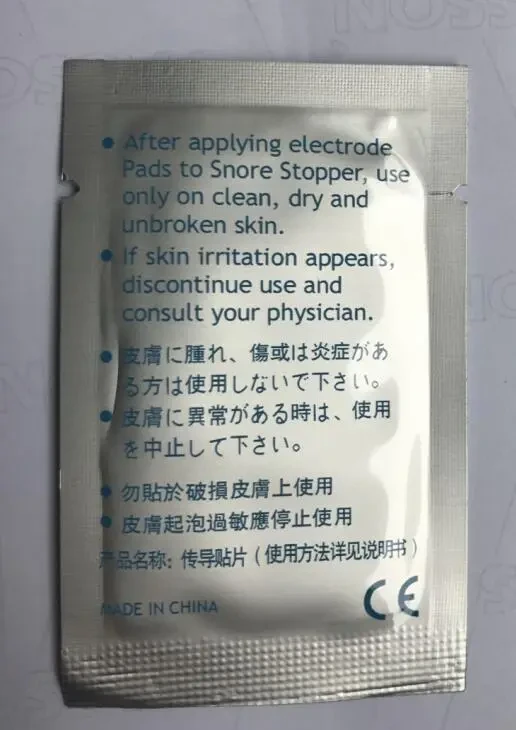 • After applying electrode
Pads to Snore Stopper, use
only on clean, dry and
unbroken skin.
• If skin irritation appears,
discontinue use and
consult your physician.
• 皮膚に腫れ、傷或は炎症があ
る方は使用しないで下さい。
• 皮膚に異常がある時は、使用
を中止して下さい。
• 勿貼於破損皮膚上使用
• 皮膚起泡過敏應停止使用
产品名称：传导贴片（使用方法详见说明书）
MADE IN CHINA
CE